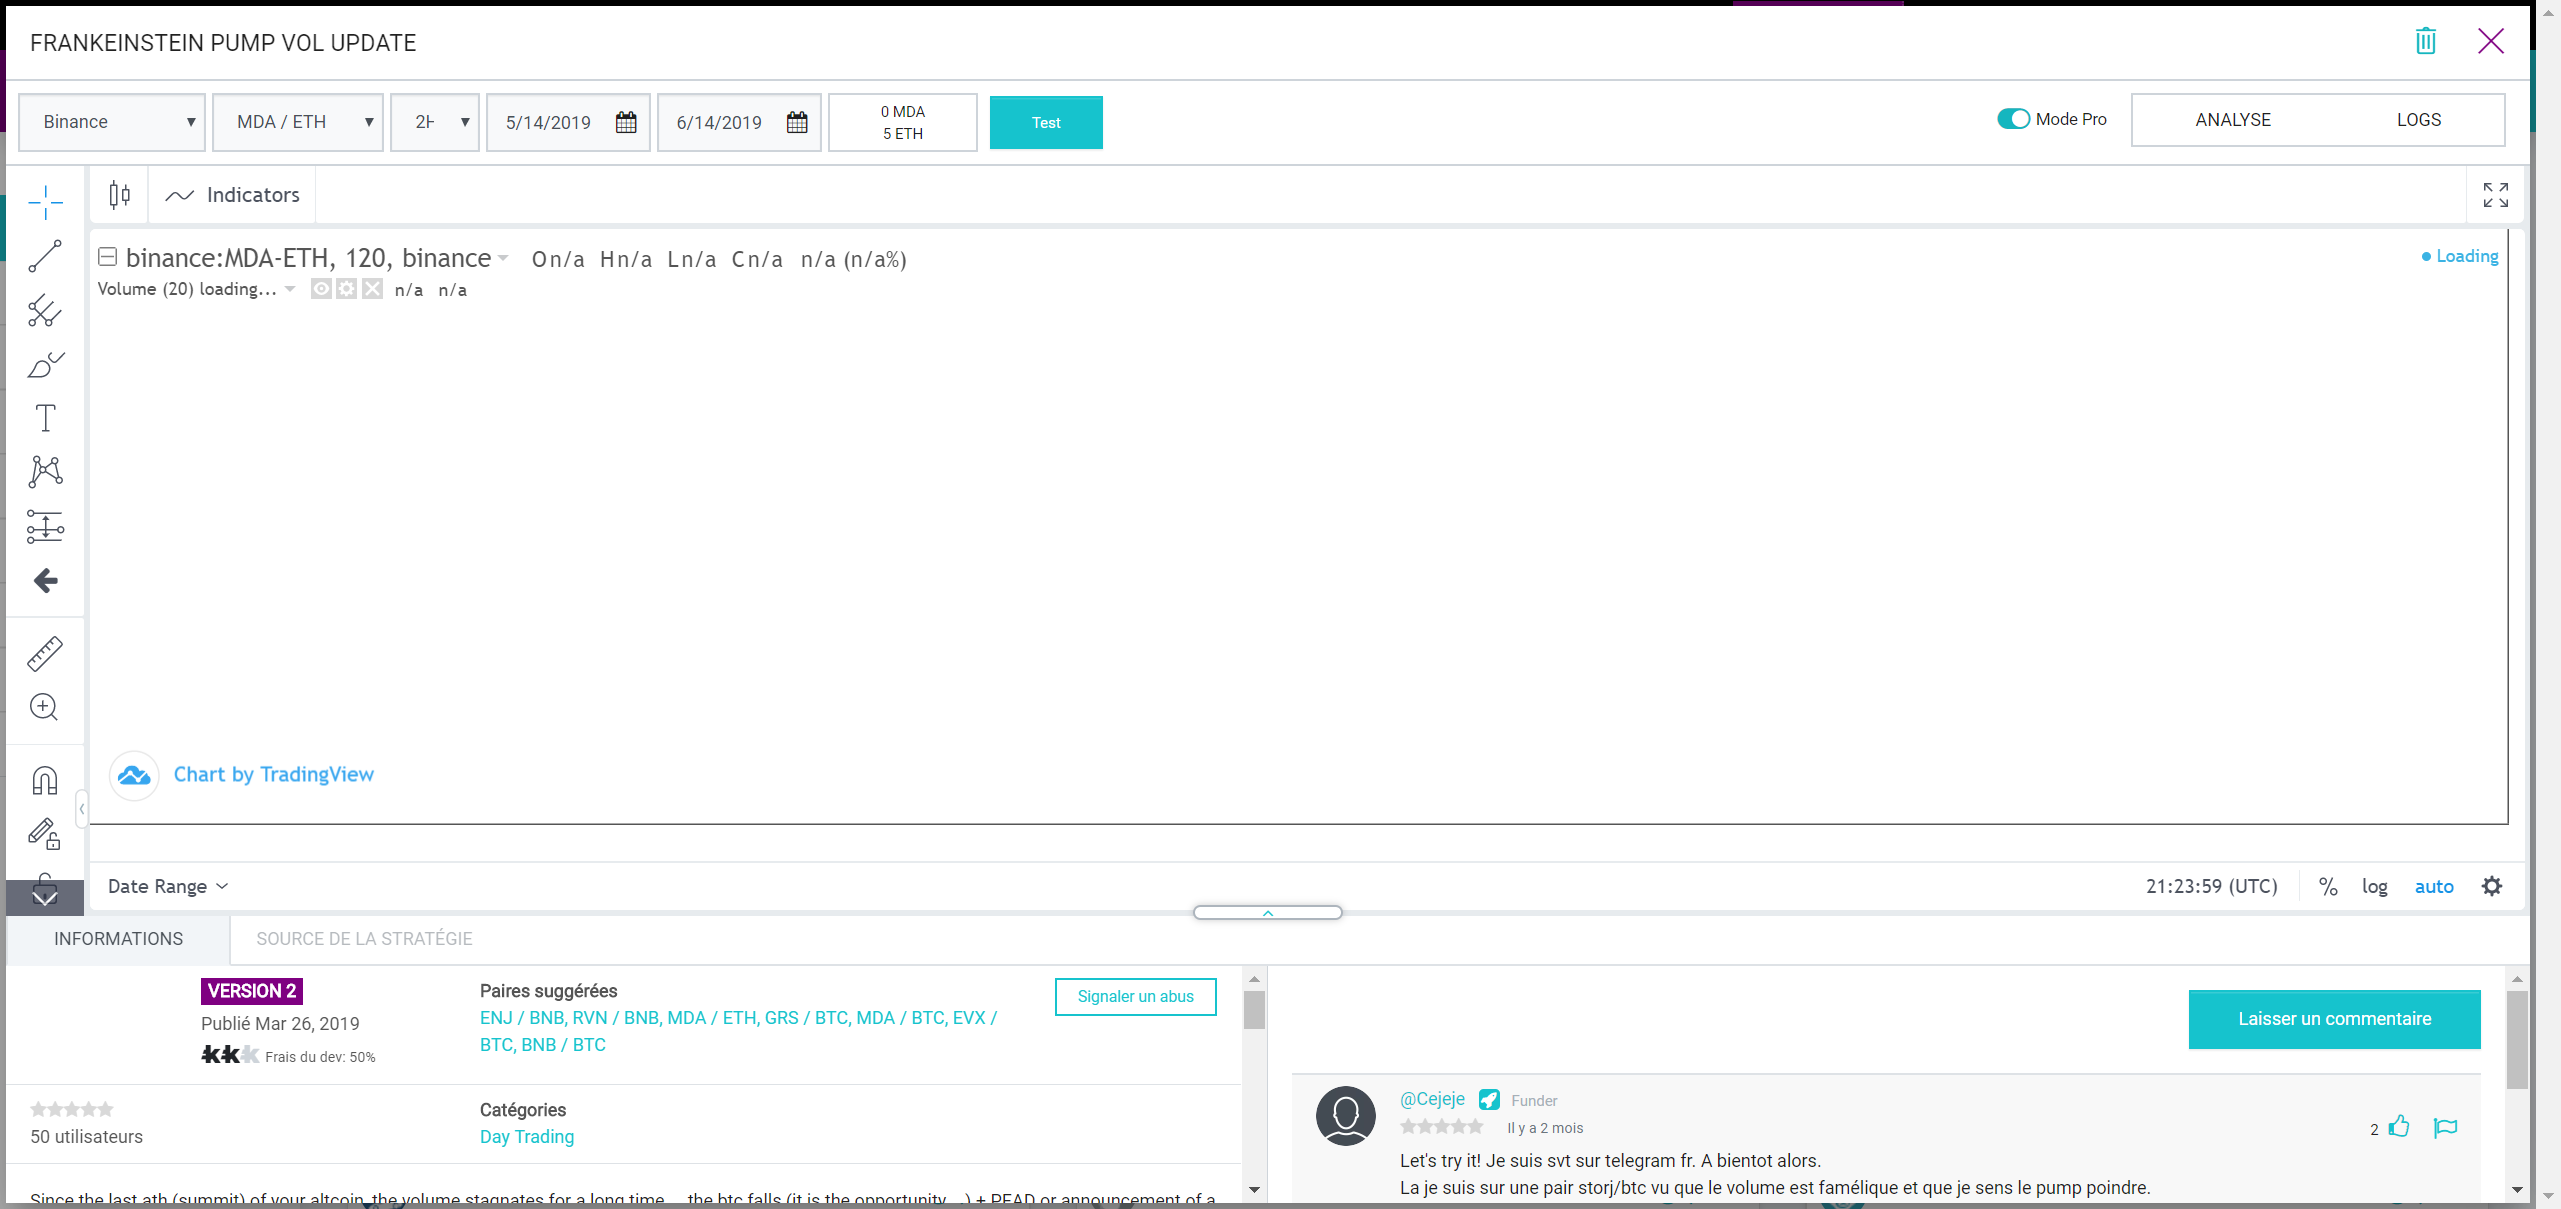 FRANKEINSTEIN PUMP VOL UPDATE
Binance
MDA / ETH
2H
5/14/2019
6/14/2019
0 MDA
5 ETH
Test
Mode Pro
ANALYSE
LOGS
Indicators
binance:MDA-ETH, 120, binance On/a Hn/a Ln/a Cn/a n/a (n/a%)
Loading
Volume (20) loading... n/a n/a
Chart by TradingView
Date Range
21:23:59 (UTC)
%
log
auto
INFORMATIONS
SOURCE DE LA STRATÉGIE
VERSION 2
Publié Mar 26, 2019
Frais du dev: 50%
Paires suggérées
ENJ / BNB, RVN / BNB, MDA / ETH, GRS / BTC, MDA / BTC, EVX /
BTC, BNB / BTC
Signaler un abus
50 utilisateurs
Catégories
Day Trading
Since the last ath (summit) of your altcoin, the volume stagnates for a long time ... the btc falls (it is the opportunity ...) + PEAD or announcement of a
Laisser un commentaire
@Cejeje
Funder
Il y a 2 mois
2
Let's try it! Je suis svt sur telegram fr. A bientot alors.
La je suis sur une pair storj/btc vu que le volume est famélique et que je sens le pump poindre.